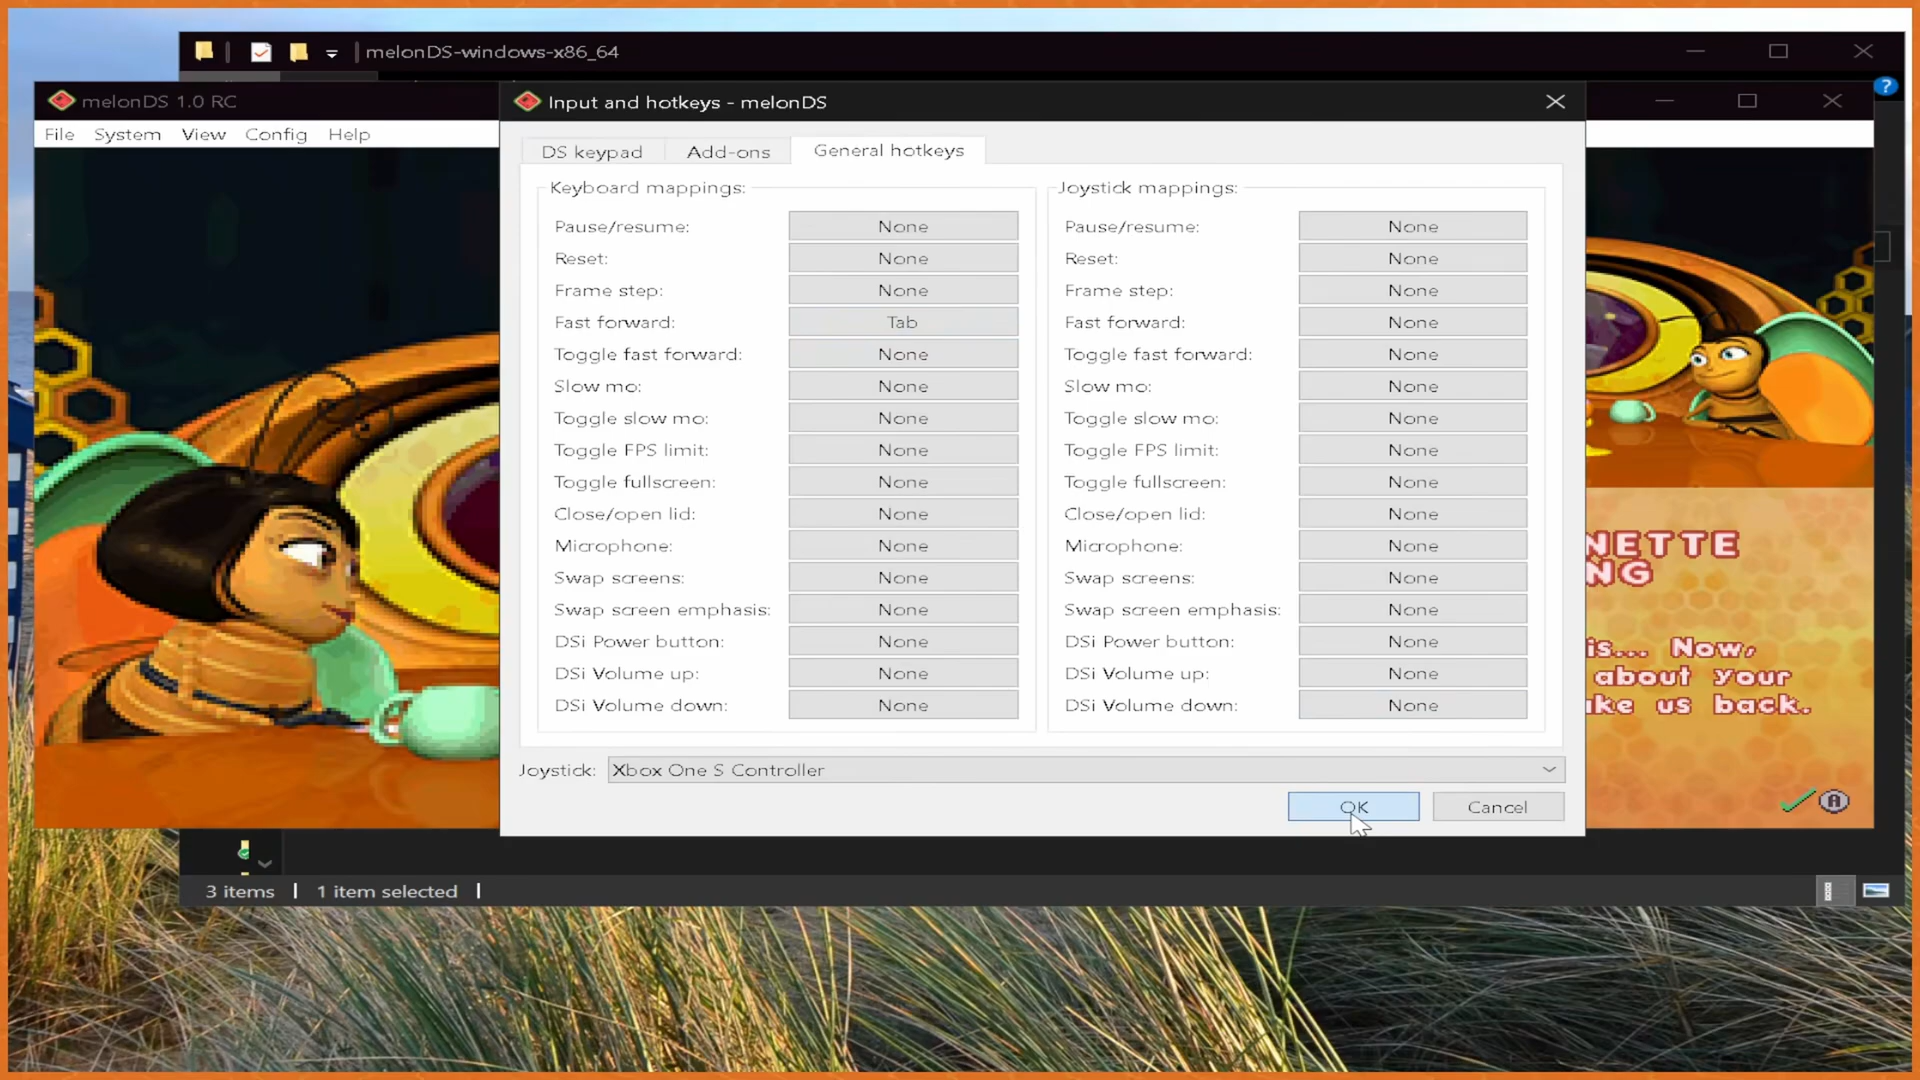 melonDS-windows-x86_64
melonDS 1.0 RC
File System View Config Help
Input and hotkeys - melonDS
DS keypad Add-ons General hotkeys
Keyboard mappings:
Pause/resume: None
Reset: None
Frame step: None
Fast forward: Tab
Toggle fast forward: None
Slow mo: None
Toggle slow mo: None
Toggle FPS limit: None
Toggle fullscreen: None
Close/open lid: None
Microphone: None
Swap screens: None
Swap screen emphasis: None
DSi Power button: None
DSi Volume up: None
DSi Volume down: None
Joystick mappings:
Pause/resume: None
Reset: None
Frame step: None
Fast forward: None
Toggle fast forward: None
Slow mo: None
Toggle slow mo: None
Toggle FPS limit: None
Toggle fullscreen: None
Close/open lid: None
Microphone: None
Swap screens: None
Swap screen emphasis: None
DSi Power button: None
DSi Volume up: None
DSi Volume down: None
Joystick: Xbox One S Controller
OK Cancel
NETTE
NG
is... Now,
about your
ke us back.
A
3 items 1 item selected
?